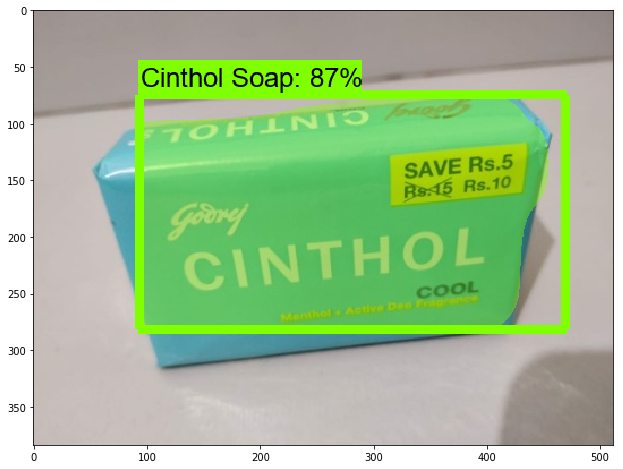 0
50
100
150
200
250
300
350
Cinthol Soap: 87%
Godrej
CINTHOL
SAVE Rs.5
Rs.15 Rs.10
Godrej
CINTHOL
COOL
Menthol + Active Deo Fragrance
0 100 200 300 400 500